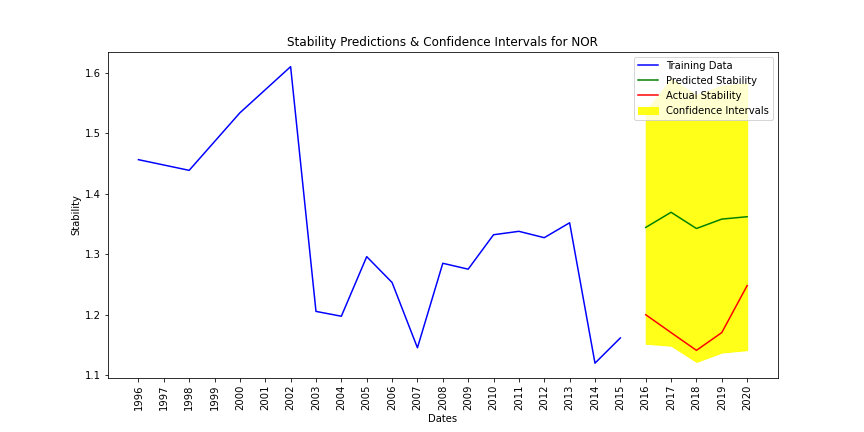 Stability Predictions & Confidence Intervals for NOR
Training Data
Predicted Stability
Actual Stability
Confidence Intervals
Stability
1.6
1.5
1.4
1.3
1.2
1.1
1996 1997 1998 1999 2000 2001 2002 2003 2004 2005 2006 2007 2008 2009 2010 2011 2012 2013 2014 2015 2016 2017 2018 2019 2020
Dates